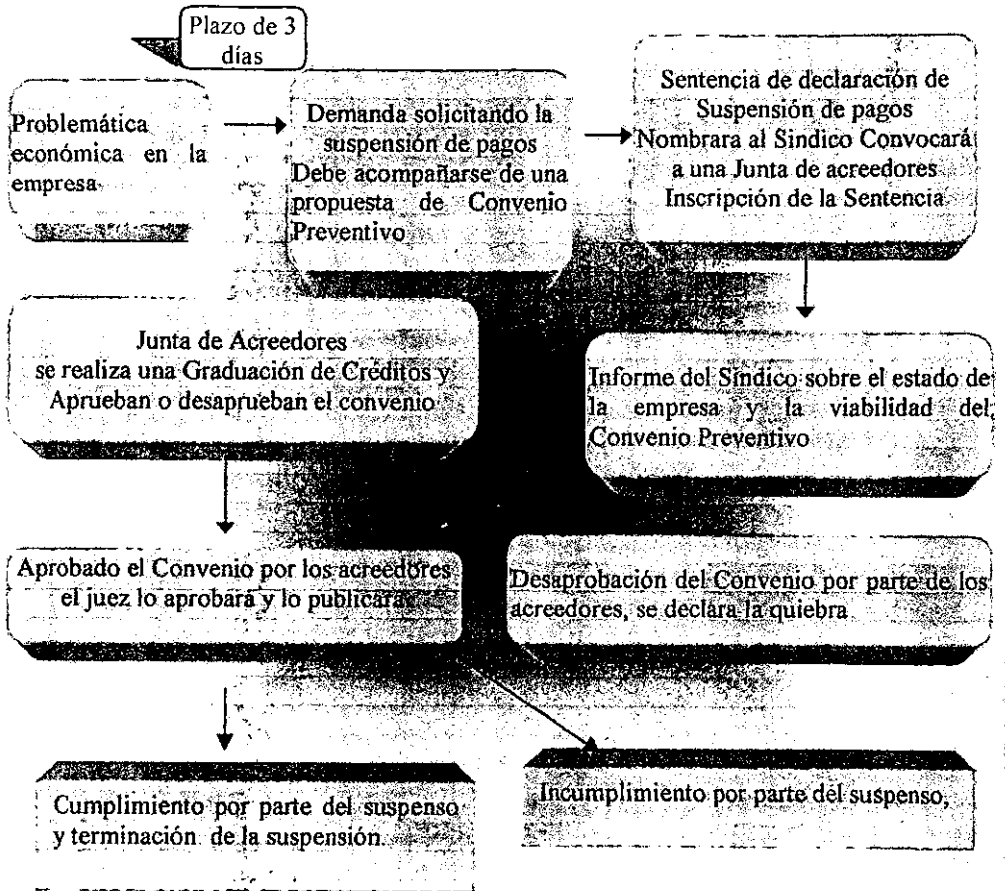 Plazo de 3
días
Problemática
económica en la
empresa
Demanda solicitando la
suspensión de pagos
Debe acompañarse de una
propuesta de Convenio
Preventivo
Sentencia de declaración de
Suspensión de pagos
Nombrara al Sindico Convocará
a una Junta de acreedores
Inscripción de la Sentencia
Junta de Acreedores
se realiza una Graduación de Créditos y
Aprueban o desaprueban el convenio
Informe del Síndico sobre el estado de
la empresa y la viabilidad del
Convenio Preventivo
Aprobado el Convenio por los acreedores
el juez lo aprobará y lo publicará
Desaprobación del Convenio por parte de los
acreedores, se declara la quiebra
Cumplimiento por parte del suspenso
y terminación de la suspensión.
Incumplimiento por parte del suspenso,